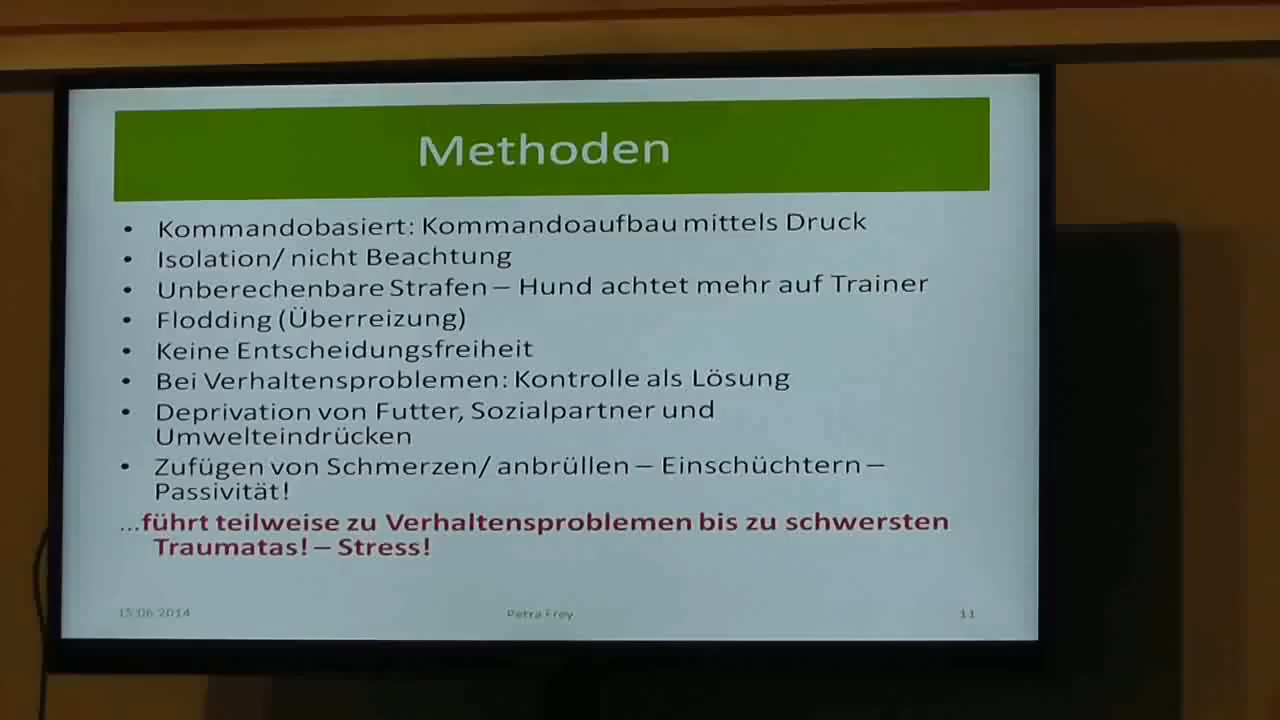 Methoden
• Kommandobasiert: Kommandoaufbau mittels Druck
• Isolation/ nicht Beachtung
• Unberechenbare Strafen – Hund achtet mehr auf Trainer
• Flodding (Überreizung)
• Keine Entscheidungsfreiheit
• Bei Verhaltensproblemen: Kontrolle als Lösung
• Deprivation von Futter, Sozialpartner und
Umwelteindrücken
• Zufügen von Schmerzen/ anbrüllen – Einschüchtern –
Passivität!
...führt teilweise zu Verhaltensproblemen bis zu schwersten
Traumatas! – Stress!
15.06.2014 Petra Frey 11